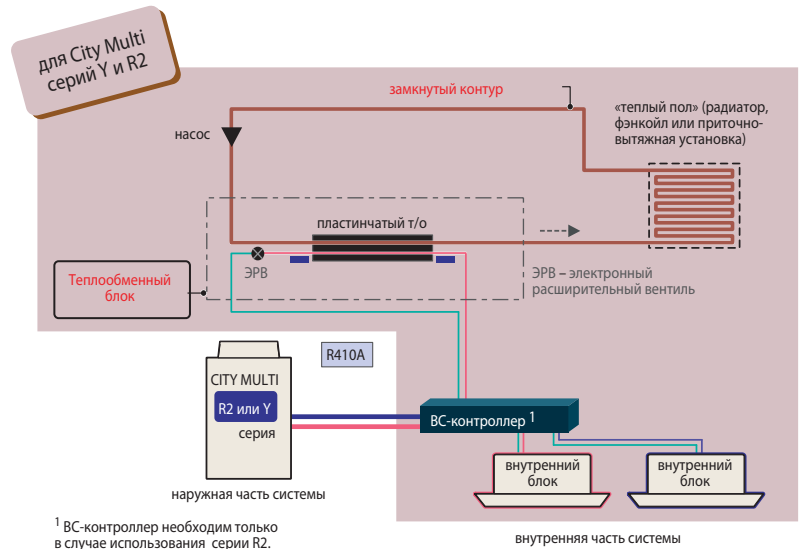 для City Multi
серий Y и R2
замкнутый контур
«теплый пол» (радиатор,
фэнкойл или приточно-
вытяжная установка)
насос
пластинчатый т/о
ЭРВ
ЭРВ – электронный
расширительный вентиль
Теплообменный
блок
R410A
CITY MULTI
R2 или Y
серия
BC-контроллер 1
внутренний
блок
внутренний
блок
наружная часть системы
1 BC-контроллер необходим только
в случае использования серии R2.
внутренняя часть системы